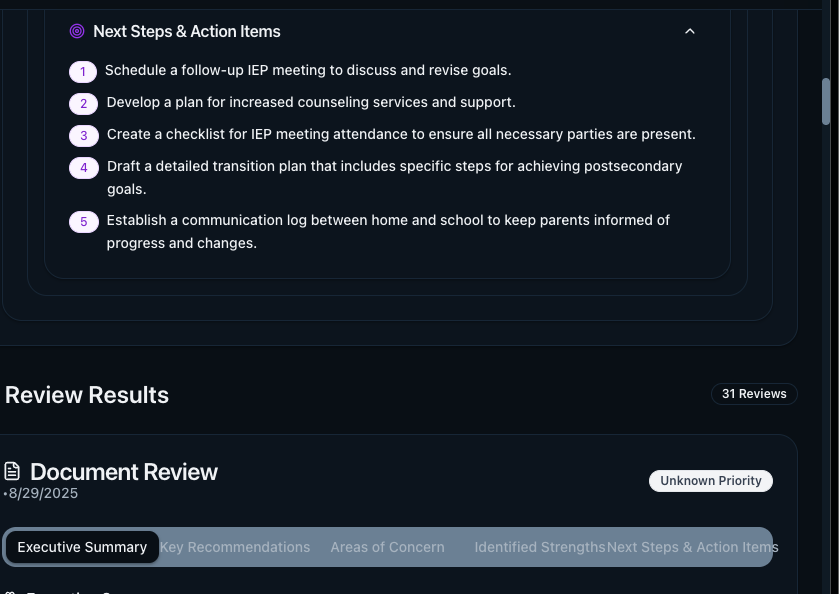 Next Steps & Action Items
1 Schedule a follow-up IEP meeting to discuss and revise goals.
2 Develop a plan for increased counseling services and support.
3 Create a checklist for IEP meeting attendance to ensure all necessary parties are present.
4 Draft a detailed transition plan that includes specific steps for achieving postsecondary
goals.
5 Establish a communication log between home and school to keep parents informed of
progress and changes.
Review Results
31 Reviews
Document Review
•8/29/2025
Unknown Priority
Executive Summary Key Recommendations Areas of Concern Identified Strengths Next Steps & Action Items